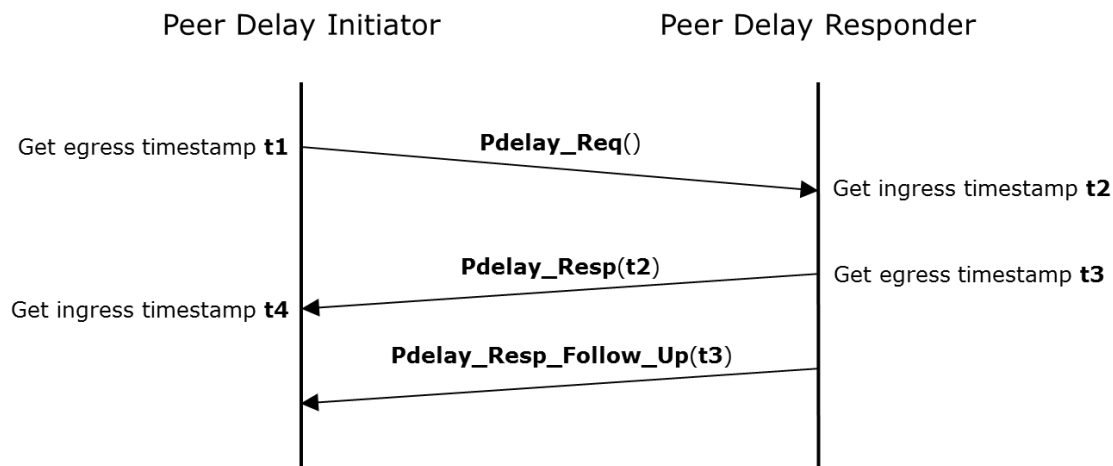 Peer Delay Initiator
Peer Delay Responder
Get egress timestamp t1
Pdelay_Req()
Get ingress timestamp t2
Pdelay_Resp(t2)
Get egress timestamp t3
Get ingress timestamp t4
Pdelay_Resp_Follow_Up(t3)